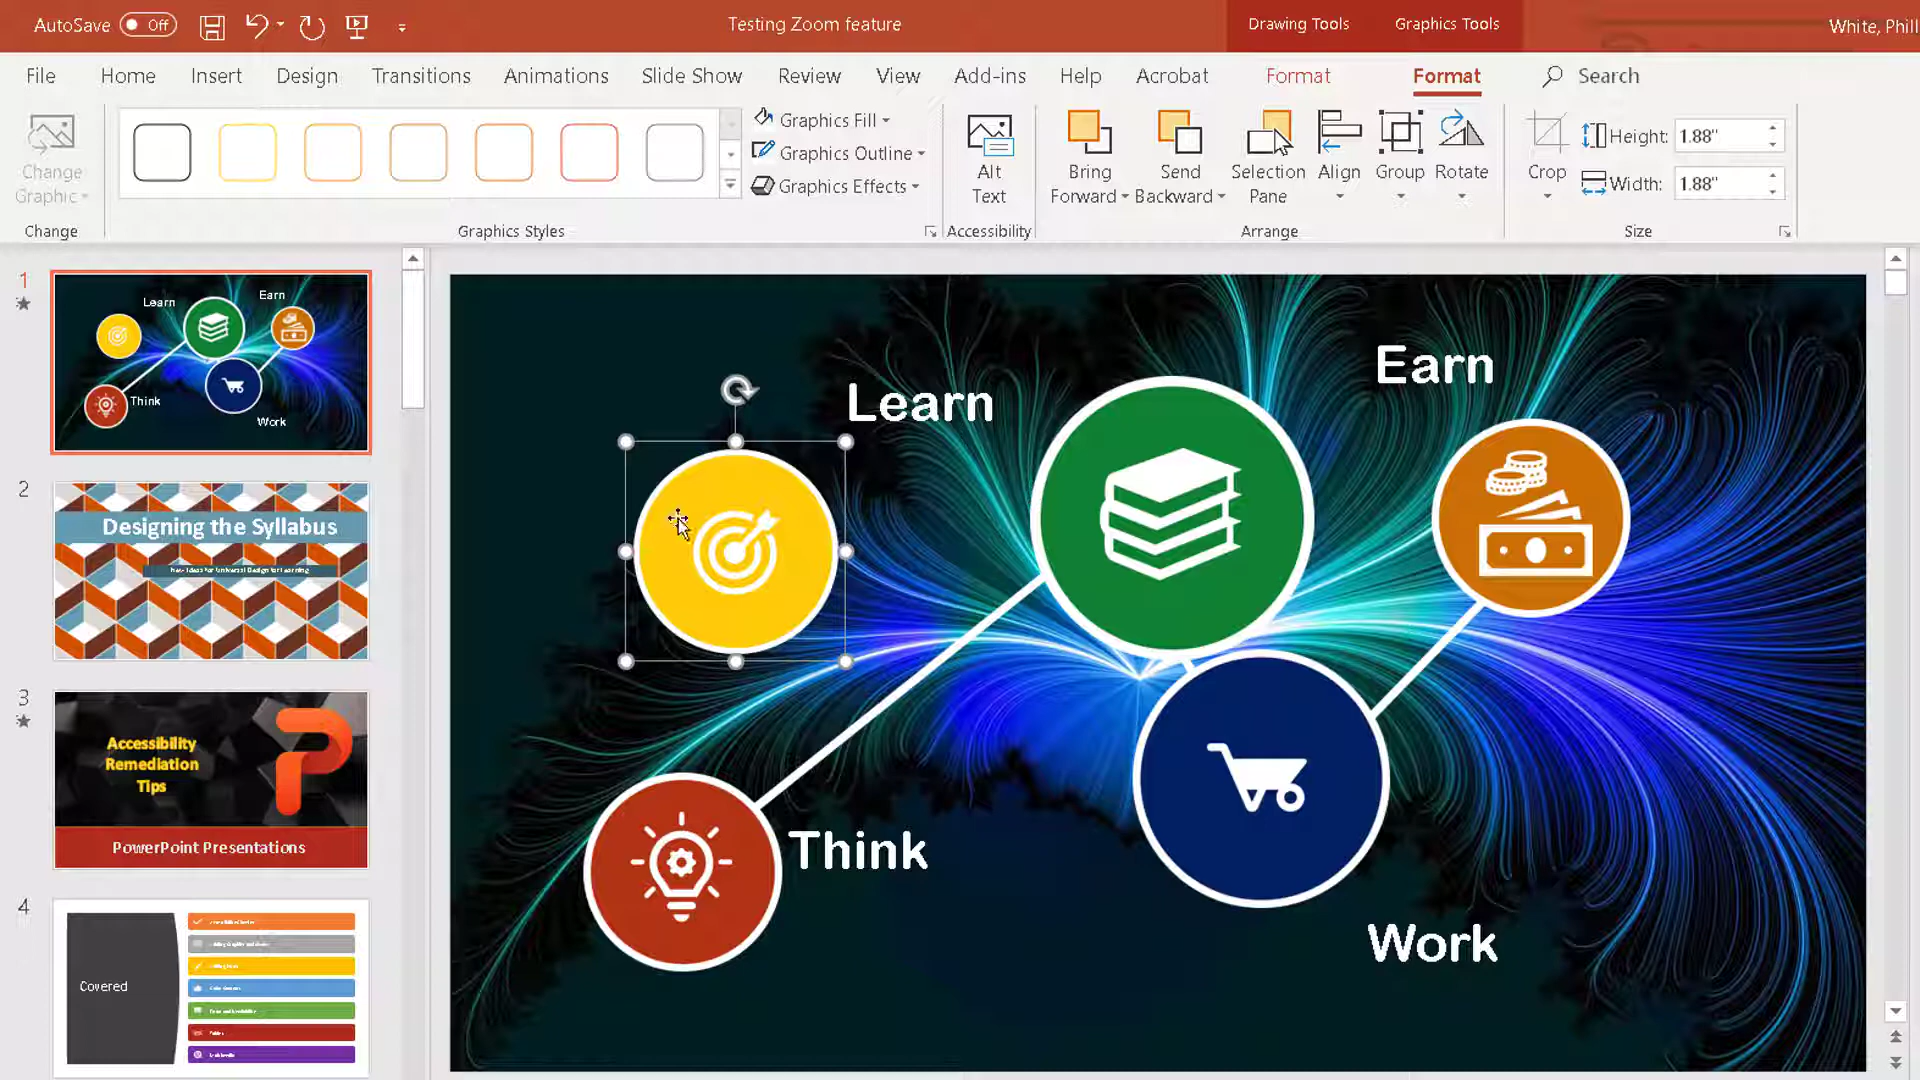 AutoSave Off
Testing Zoom feature
Drawing Tools
Graphics Tools
White, Phill
File Home Insert Design Transitions Animations Slide Show Review View Add-ins Help Acrobat Format Format Search
Change Graphic
Graphics Fill
Graphics Outline
Graphics Effects
Alt Text
Bring Forward
Send Backward
Selection Pane
Align
Group
Rotate
Crop
Height: 1.88"
Width: 1.88"
Change
Graphics Styles
Accessibility
Arrange
Size
1
Learn
Earn
Think
Work
2
Designing the Syllabus
3
Accessibility
Remediation
Tips
PowerPoint Presentations
4
Covered
Learn
Earn
Think
Work